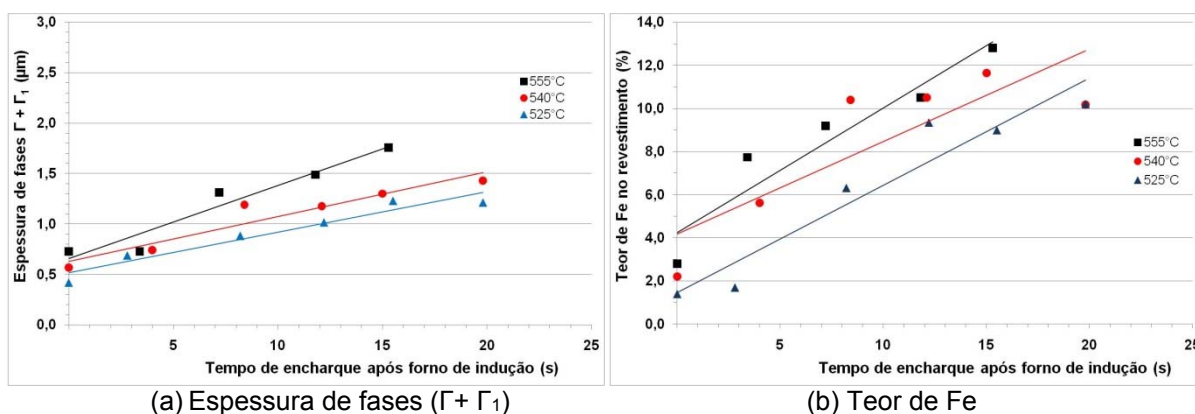 3,0
2,5
2,0
1,5
1,0
0,5
0,0
Espessura de fases Γ + Γ₁ (µm)
555°C
540°C
525°C
5 10 15 20 25
Tempo de encharque após forno de indução (s)
(a) Espessura de fases (Γ+ Γ₁)
14,0
12,0
10,0
8,0
6,0
4,0
2,0
0,0
Teor de Fe no revestimento (%)
555°C
540°C
525°C
0 5 10 15 20 25
Tempo de encharque após forno de indução (s)
(b) Teor de Fe